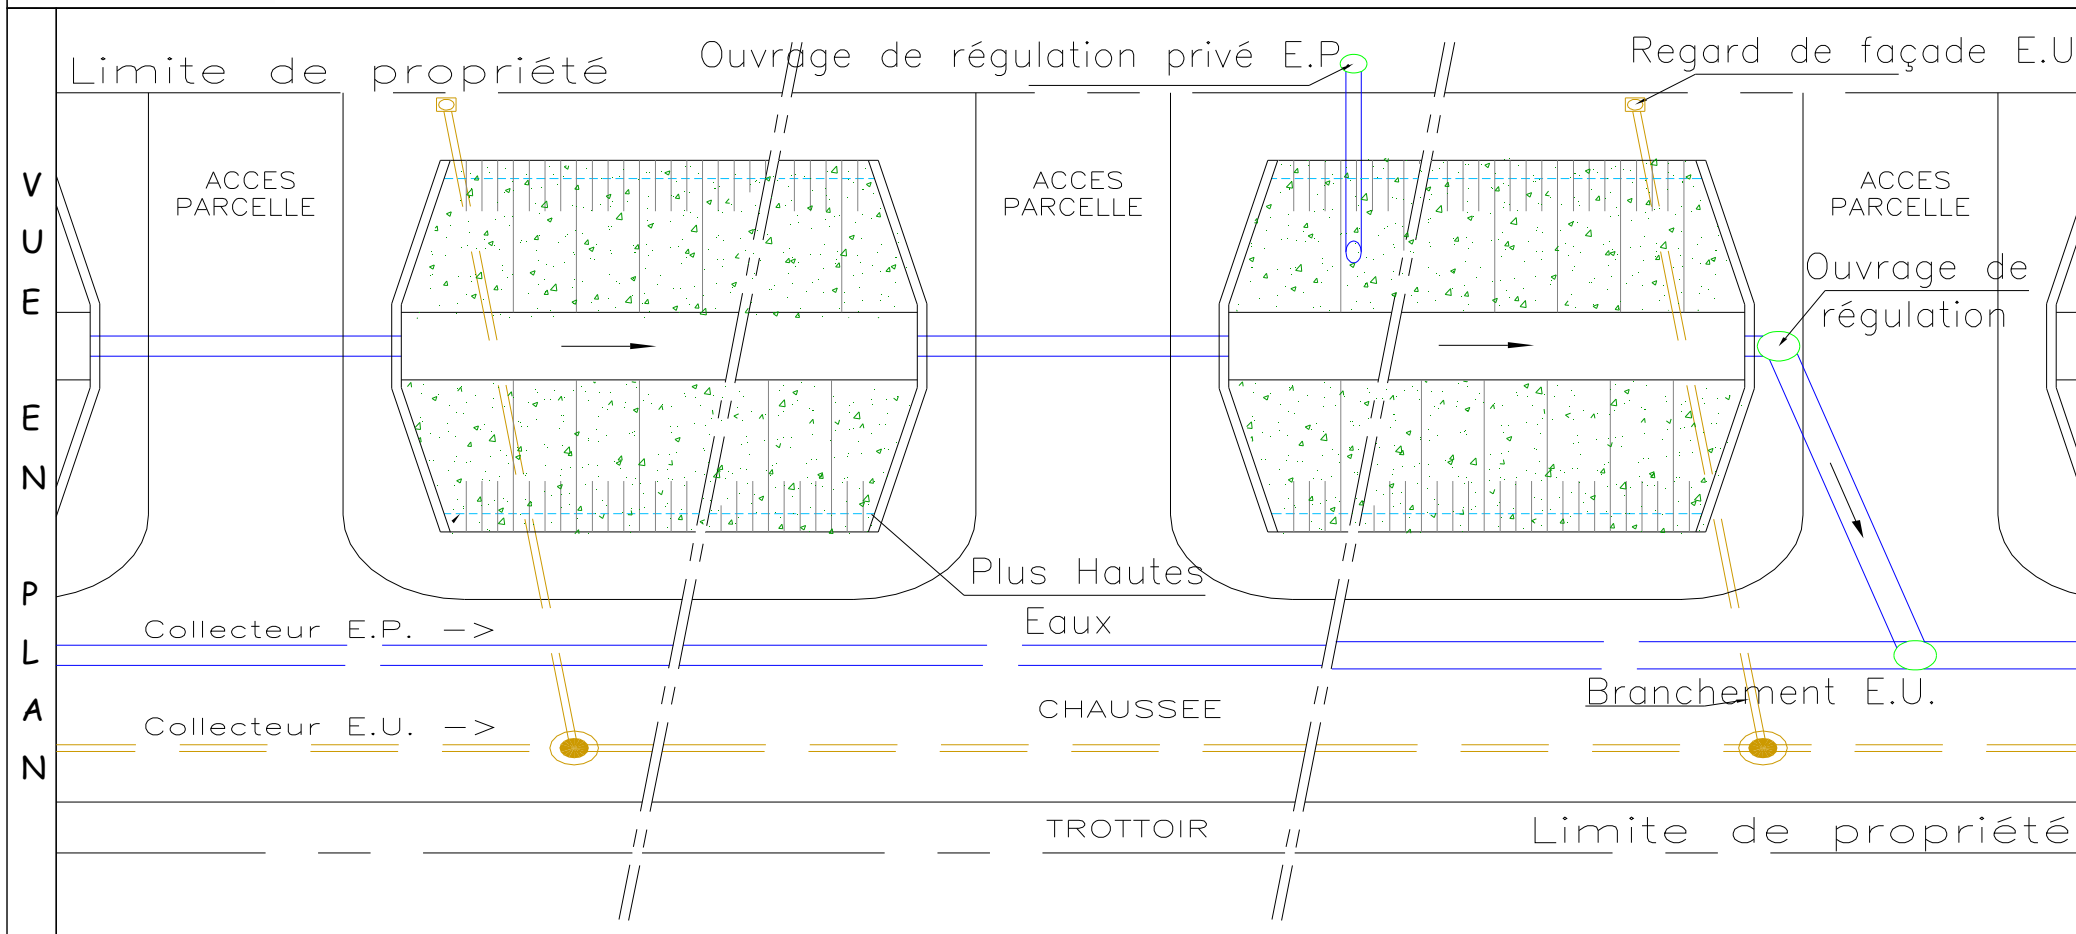 VUE EN PLAN
Limite de propriété
Ouvrage de régulation privé E.P.
Regard de façade E.U
ACCES
PARCELLE
ACCES
PARCELLE
ACCES
PARCELLE
Ouvrage de
régulation
Plus Hautes
Eaux
Collecteur E.P. ->
Branchement E.U.
CHAUSSEE
Collecteur E.U. ->
TROTTOIR
Limite de propriété